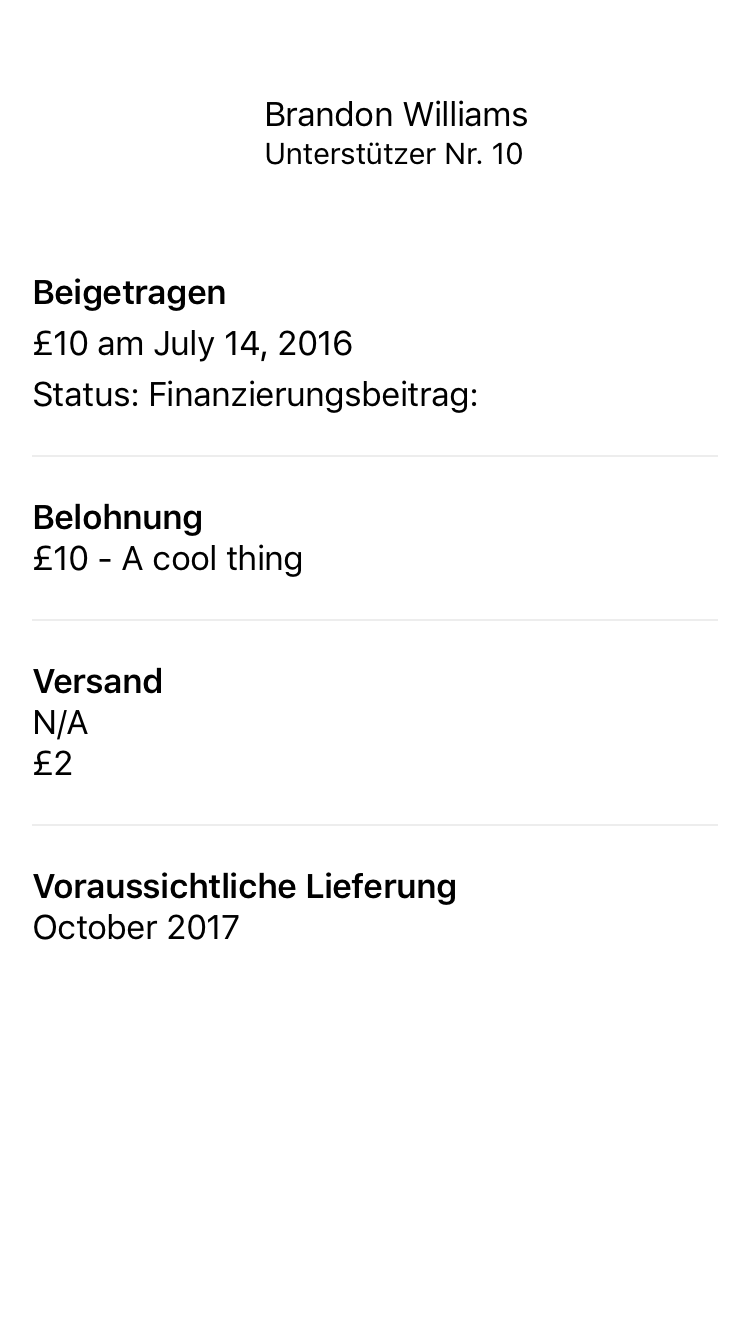 Brandon Williams
Unterstützer Nr. 10
Beigetragen
£10 am July 14, 2016
Status: Finanzierungsbeitrag:
Belohnung
£10 - A cool thing
Versand
N/A
£2
Voraussichtliche Lieferung
October 2017